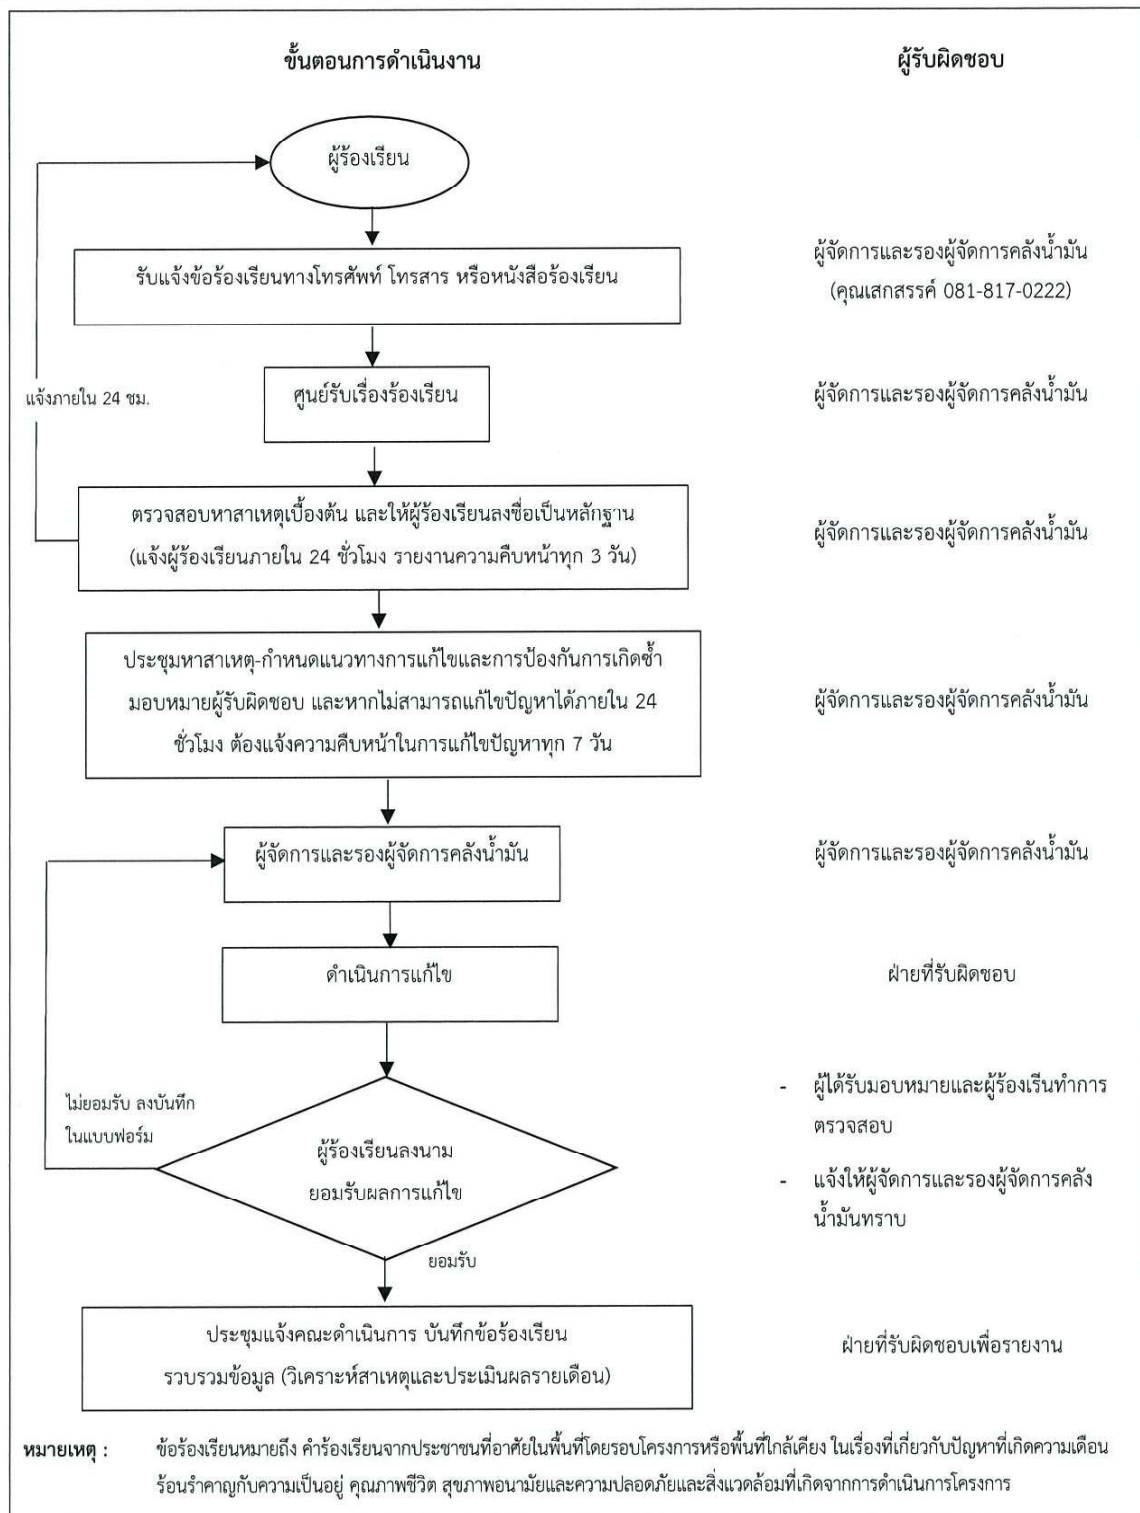 ขั้นตอนการดำเนินงาน
ผู้รับผิดชอบ
ผู้ร้องเรียน
รับแจ้งข้อร้องเรียนทางโทรศัพท์ โทรสาร หรือหนังสือร้องเรียน
ผู้จัดการและรองผู้จัดการคลังน้ำมัน
(คุณเสกสรรค์ 081-817-0222)
แจ้งภายใน 24 ชม.
ศูนย์รับเรื่องร้องเรียน
ผู้จัดการและรองผู้จัดการคลังน้ำมัน
ตรวจสอบหาสาเหตุเบื้องต้น และให้ผู้ร้องเรียนลงชื่อเป็นหลักฐาน
(แจ้งผู้ร้องเรียนภายใน 24 ชั่วโมง รายงานความคืบหน้าทุก 3 วัน)
ผู้จัดการและรองผู้จัดการคลังน้ำมัน
ประชุมหาสาเหตุ-กำหนดแนวทางการแก้ไขและการป้องกันการเกิดซ้ำ
มอบหมายผู้รับผิดชอบ และหากไม่สามารถแก้ไขปัญหาได้ภายใน 24
ชั่วโมง ต้องแจ้งความคืบหน้าในการแก้ไขปัญหาทุก 7 วัน
ผู้จัดการและรองผู้จัดการคลังน้ำมัน
ผู้จัดการและรองผู้จัดการคลังน้ำมัน
ผู้จัดการและรองผู้จัดการคลังน้ำมัน
ดำเนินการแก้ไข
ฝ่ายที่รับผิดชอบ
ไม่ยอมรับ ลงบันทึก
ในแบบฟอร์ม
ผู้ร้องเรียนลงนาม
ยอมรับผลการแก้ไข
- ผู้ได้รับมอบหมายและผู้ร้องเรีนทำการ
ตรวจสอบ
- แจ้งให้ผู้จัดการและรองผู้จัดการคลัง
น้ำมันทราบ
ยอมรับ
ประชุมแจ้งคณะดำเนินการ บันทึกข้อร้องเรียน
รวบรวมข้อมูล (วิเคราะห์สาเหตุและประเมินผลรายเดือน)
ฝ่ายที่รับผิดชอบเพื่อรายงาน
หมายเหตุ : ข้อร้องเรียนหมายถึง คำร้องเรียนจากประชาชนที่อาศัยในพื้นที่โดยรอบโครงการหรือพื้นที่ใกล้เคียง ในเรื่องที่เกี่ยวกับปัญหาที่เกิดความเดือน
ร้อนรำคาญกับความเป็นอยู่ คุณภาพชีวิต สุขภาพอนามัยและความปลอดภัยและสิ่งแวดล้อมที่เกิดจากการดำเนินการโครงการ